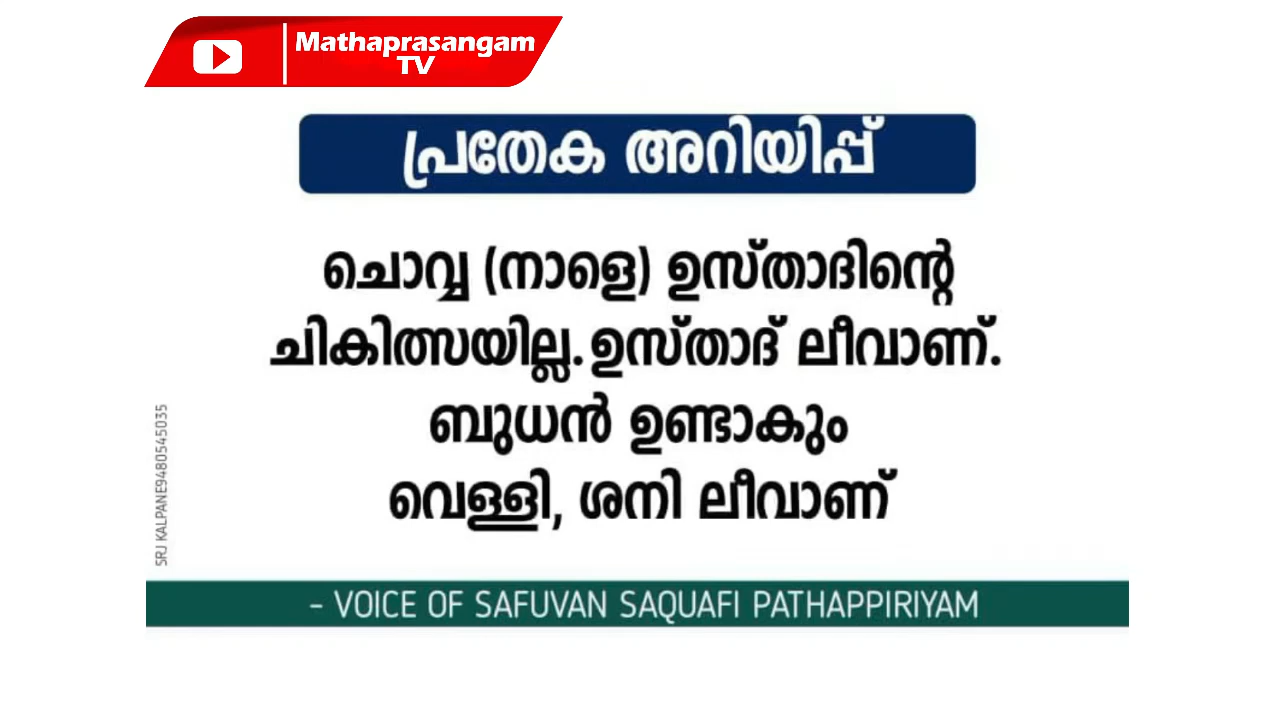 Mathaprasangam
TV
പ്രതേക അറിയിപ്പ്
ചൊവ്വ (നാളെ) ഉസ്താദിന്റെ
ചികിത്സയില്ല. ഉസ്താദ് ലീവാണ്.
ബുധൻ ഉണ്ടാകും
വെള്ളി, ശനി ലീവാണ്
SRJ KALPANE9480545035
- VOICE OF SAFUVAN SAQUAFI PATHAPPIRIYAM